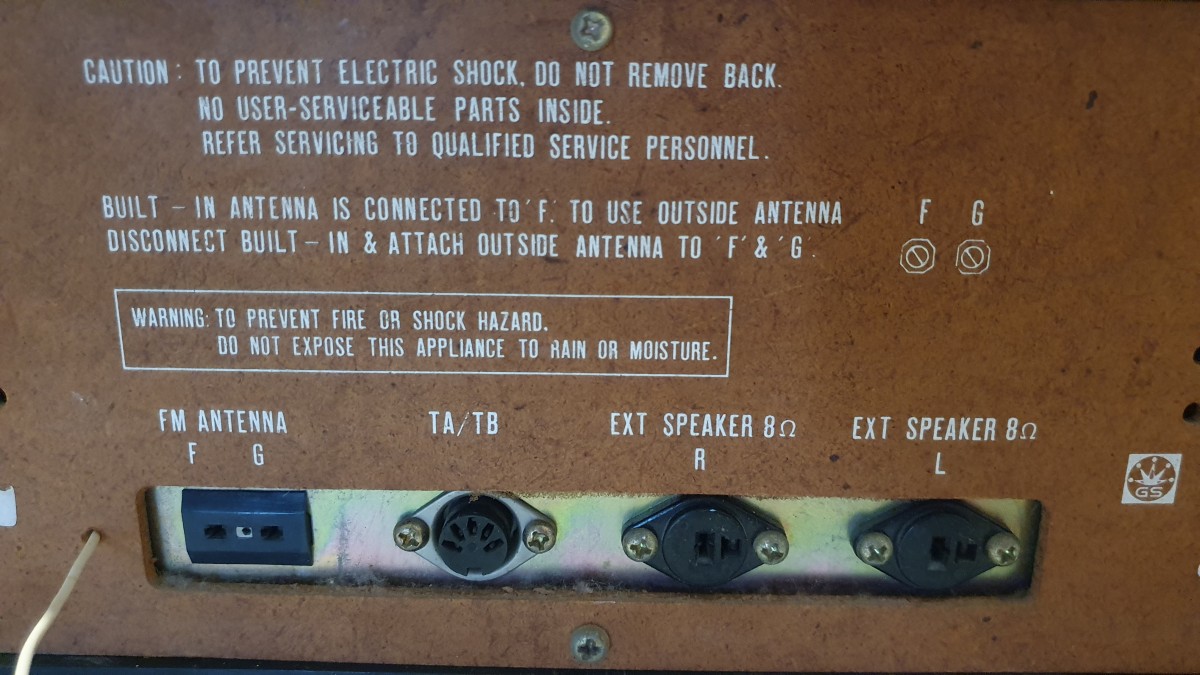 CAUTION: TO PREVENT ELECTRIC SHOCK, DO NOT REMOVE BACK.
NO USER-SERVICEABLE PARTS INSIDE.
REFER SERVICING TO QUALIFIED SERVICE PERSONNEL.
BUILT-IN ANTENNA IS CONNECTED TO 'F'. TO USE OUTSIDE ANTENNA
DISCONNECT BUILT-IN & ATTACH OUTSIDE ANTENNA TO 'F' & 'G'.
F G
WARNING: TO PREVENT FIRE OR SHOCK HAZARD,
DO NOT EXPOSE THIS APPLIANCE TO RAIN OR MOISTURE.
FM ANTENNA
F G
TA/TB
EXT SPEAKER 8Ω
R
EXT SPEAKER 8Ω
L
GS